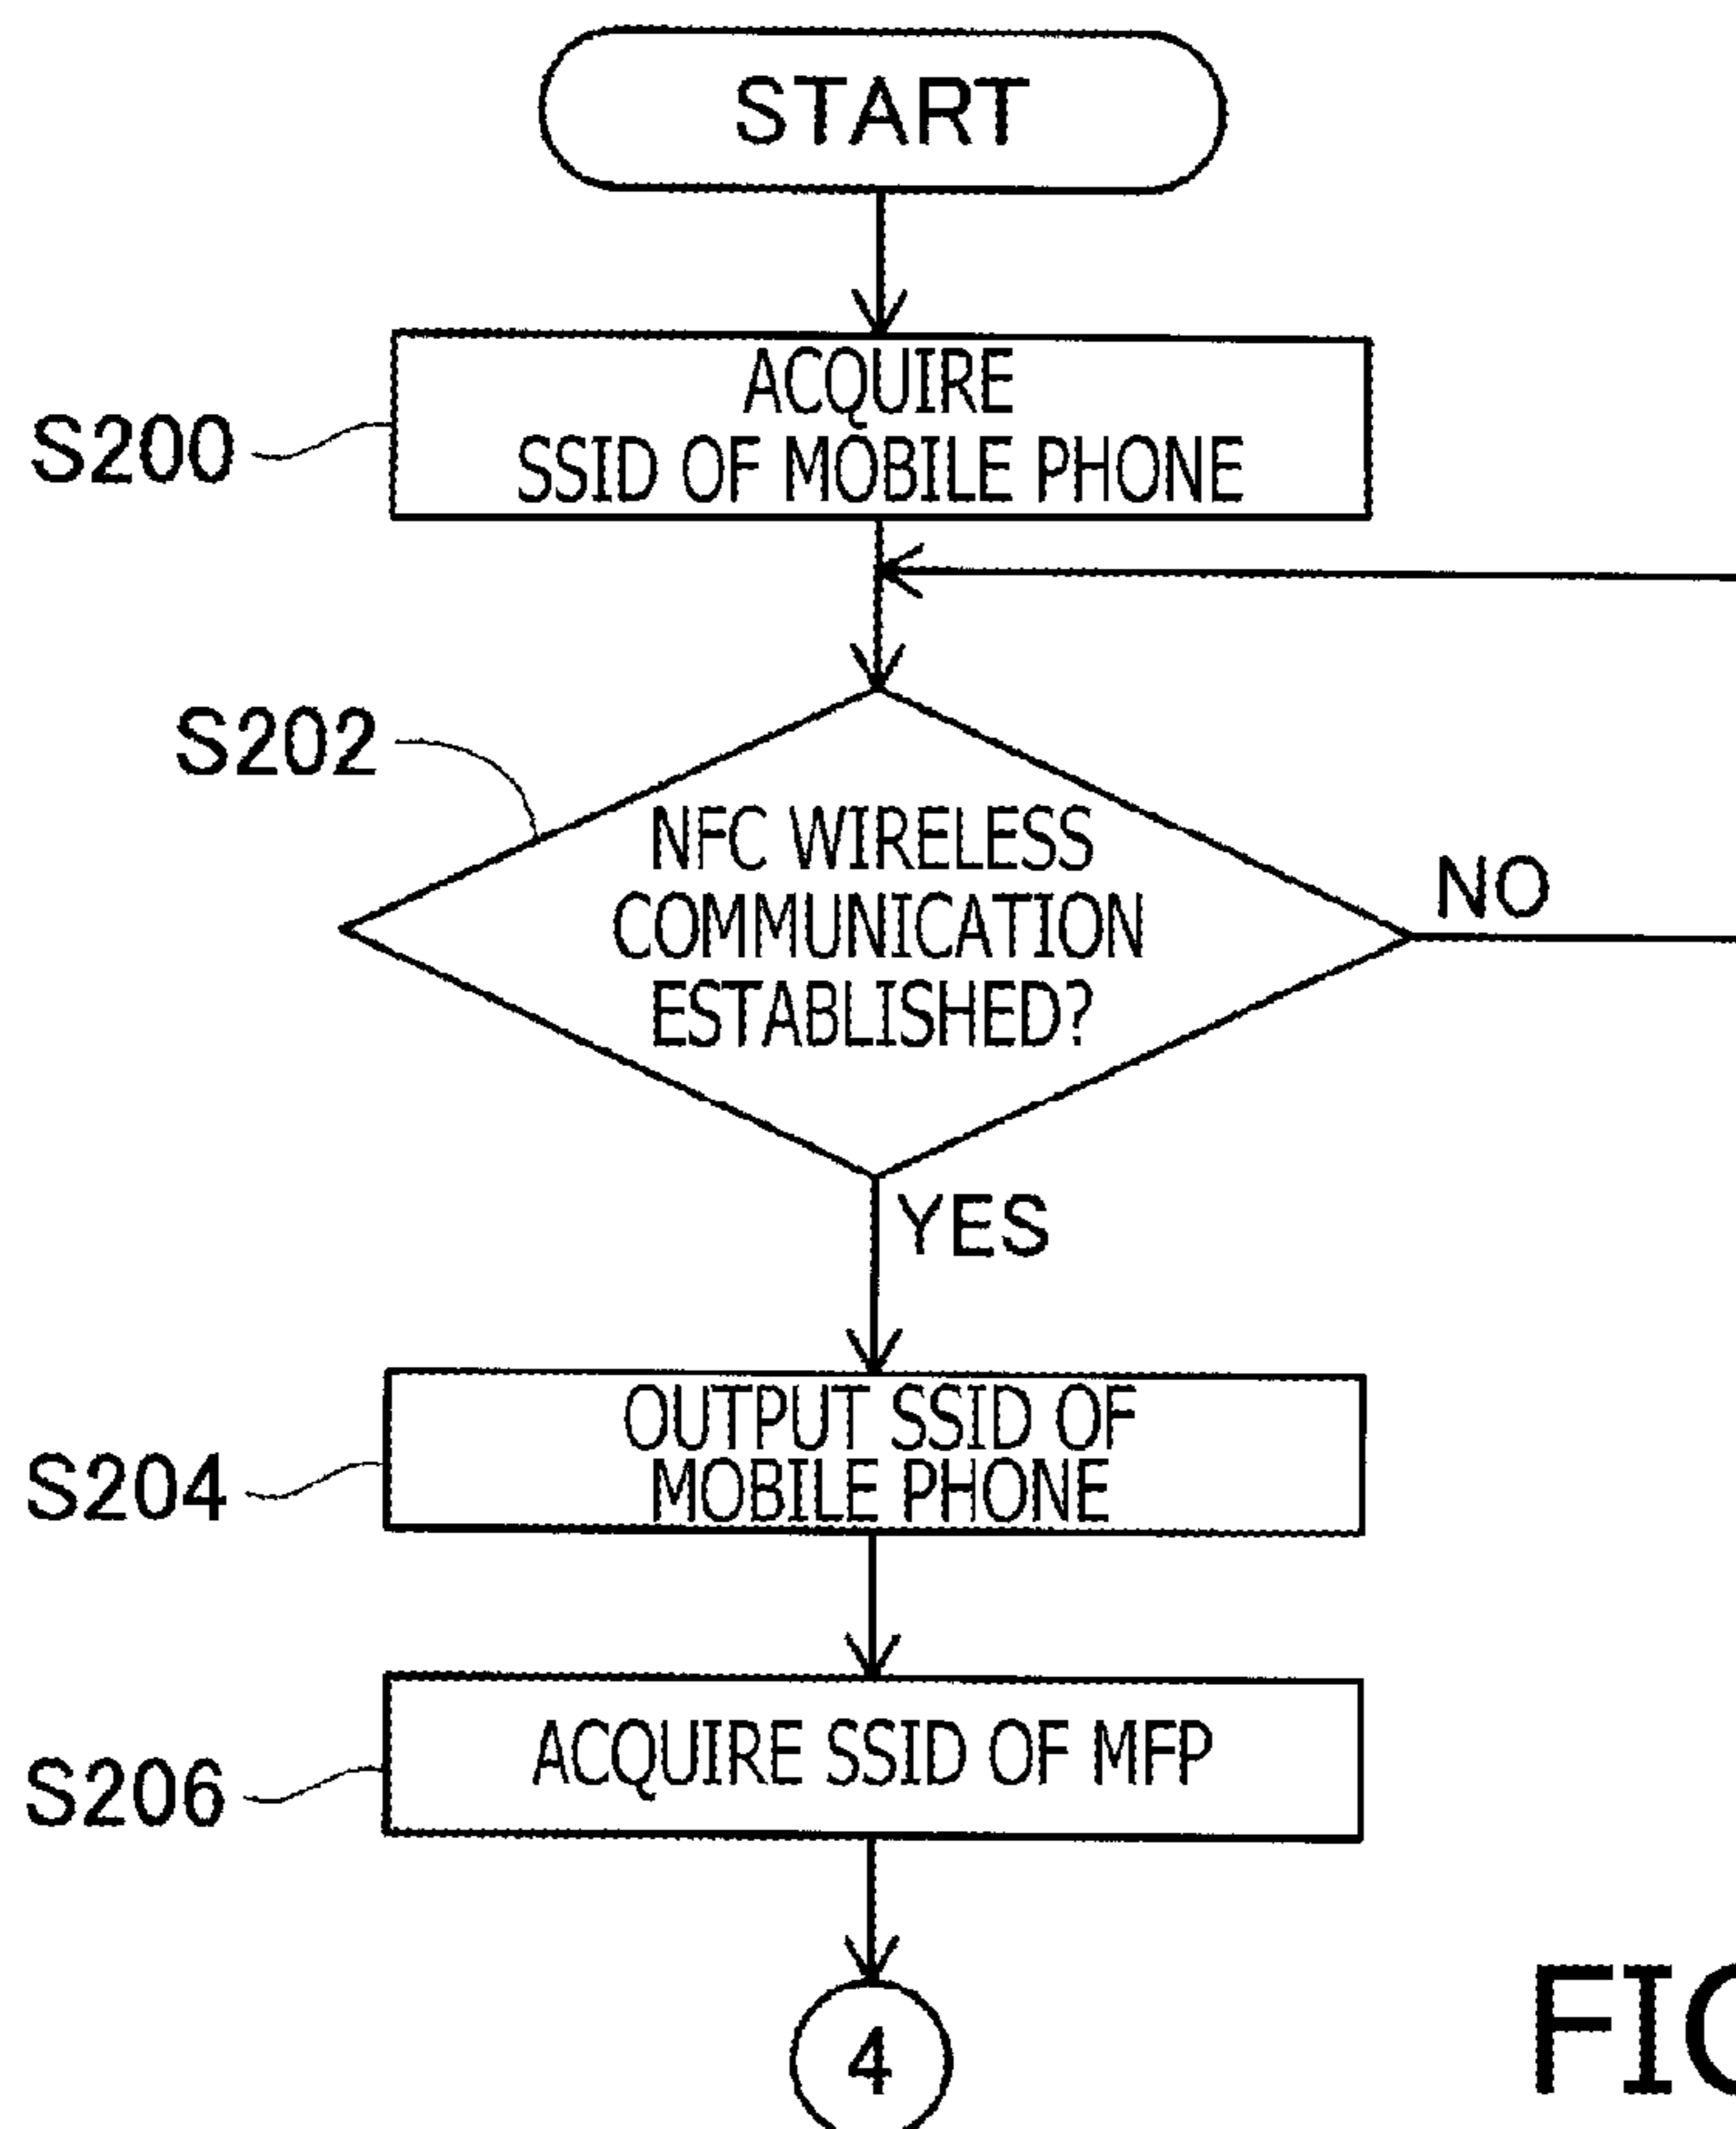 START
S200
ACQUIRE
SSID OF MOBILE PHONE
S202
NFC WIRELESS
COMMUNICATION
ESTABLISHED?
NO
YES
S204
OUTPUT SSID OF
MOBILE PHONE
S206
ACQUIRE SSID OF MFP
4